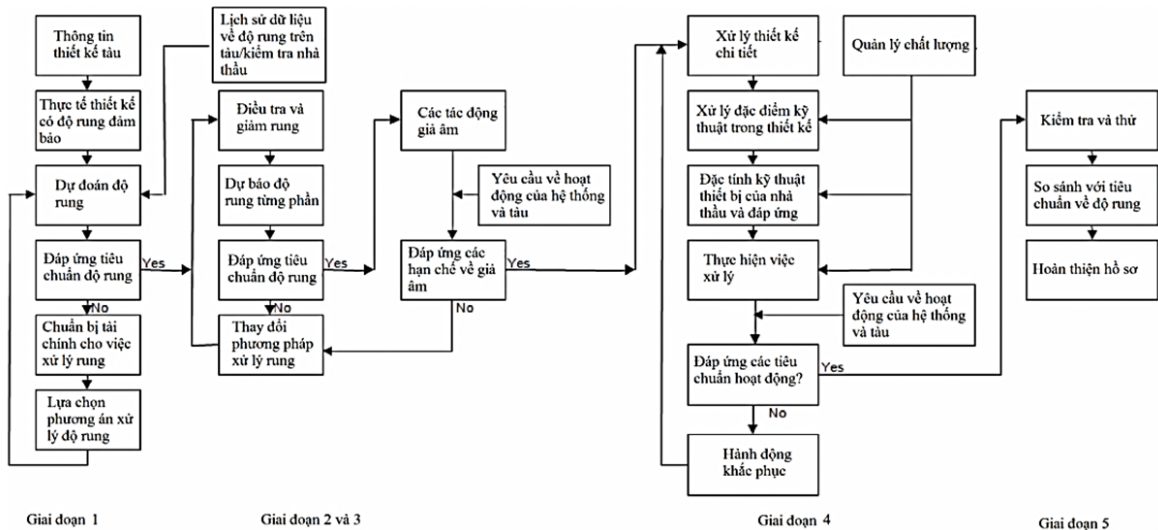 Thông tin
thiết kế tàu
Thực tế thiết kế
có độ rung đảm
bảo
Dự đoán độ
rung
Đáp ứng tiêu
chuẩn độ rung
Yes
No
Chuẩn bị tài
chính cho việc
xử lý rung
Lựa chọn
phương án xử
lý độ rung
Lịch sử dữ liệu
về độ rung trên
tàu/kiểm tra nhà
thầu
Điều tra và
giảm rung
Dự báo độ
rung từng phần
Đáp ứng tiêu
chuẩn độ rung
Yes
No
Thay đổi
phương pháp
xử lý rung
Các tác động
giả âm
Yêu cầu về hoạt
động của hệ thống
và tàu
Đáp ứng các
hạn chế về giả
âm
Yes
No
Xử lý thiết kế
chi tiết
Quản lý chất lượng
Xử lý đặc điểm kỹ
thuật trong thiết kế
Đặc tính kỹ thuật
thiết bị của nhà
thầu và đáp ứng
Thực hiện việc
xử lý
Yêu cầu về hoạt
động của hệ thống
và tàu
Đáp ứng các tiêu
chuẩn hoạt động?
Yes
No
Hành động
khắc phục
Kiểm tra và thử
So sánh với tiêu
chuẩn về độ rung
Hoàn thiện hồ sơ
Giai đoạn 1
Giai đoạn 2 và 3
Giai đoạn 4
Giai đoạn 5